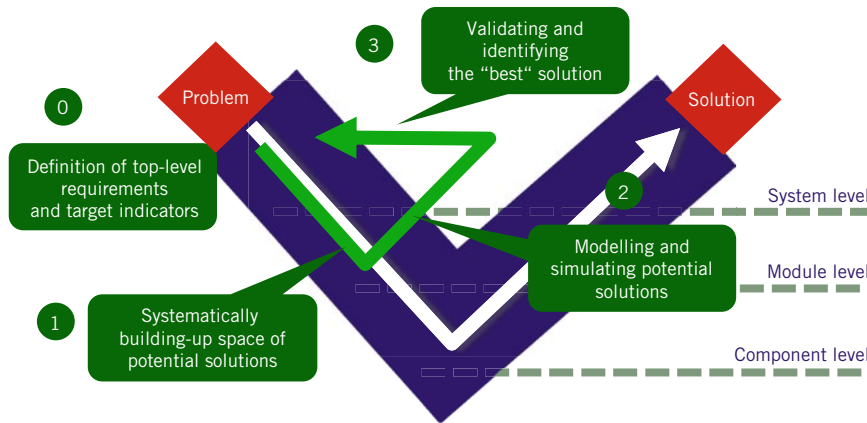 3
Validating and
identifying
the “best“ solution
Problem
Solution
0
Definition of top-level
requirements
and target indicators
2
System level
Modelling and
simulating potential
solutions
Module level
1
Systematically
building-up space of
potential solutions
Component level